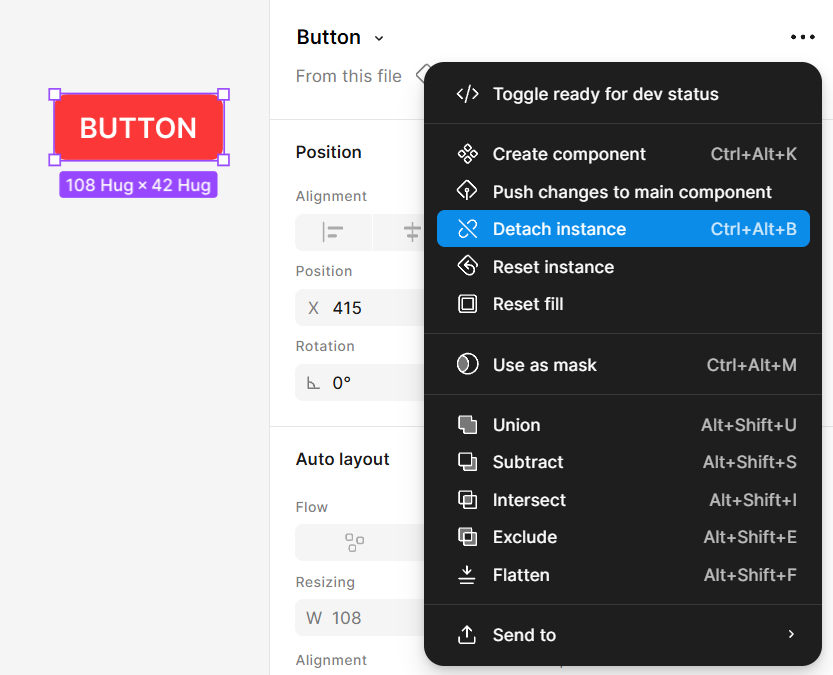 Button
From this file
BUTTON
108 Hug × 42 Hug
Position
Alignment
Position
X 415
Rotation
0°
Auto layout
Flow
Resizing
W 108
Alignment
Toggle ready for dev status
Create component Ctrl+Alt+K
Push changes to main component
Detach instance Ctrl+Alt+B
Reset instance
Reset fill
Use as mask Ctrl+Alt+M
Union Alt+Shift+U
Subtract Alt+Shift+S
Intersect Alt+Shift+I
Exclude Alt+Shift+E
Flatten Alt+Shift+F
Send to